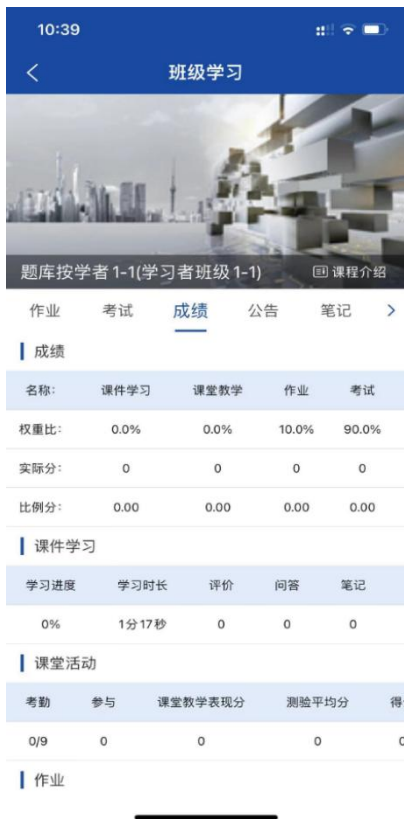 10:39
班级学习
题库按学者1-1(学习者班级1-1) 课程介绍
作业 考试 成绩 公告 笔记
成绩
名称: 课件学习 课堂教学 作业 考试
权重比: 0.0% 0.0% 10.0% 90.0%
实际分: 0 0 0 0
比例分: 0.00 0.00 0.00 0.00
课件学习
学习进度 学习时长 评价 问答 笔记
0% 1分17秒 0 0 0
课堂活动
考勤 参与 课堂教学表现分 测验平均分
0/9 0 0 0
作业